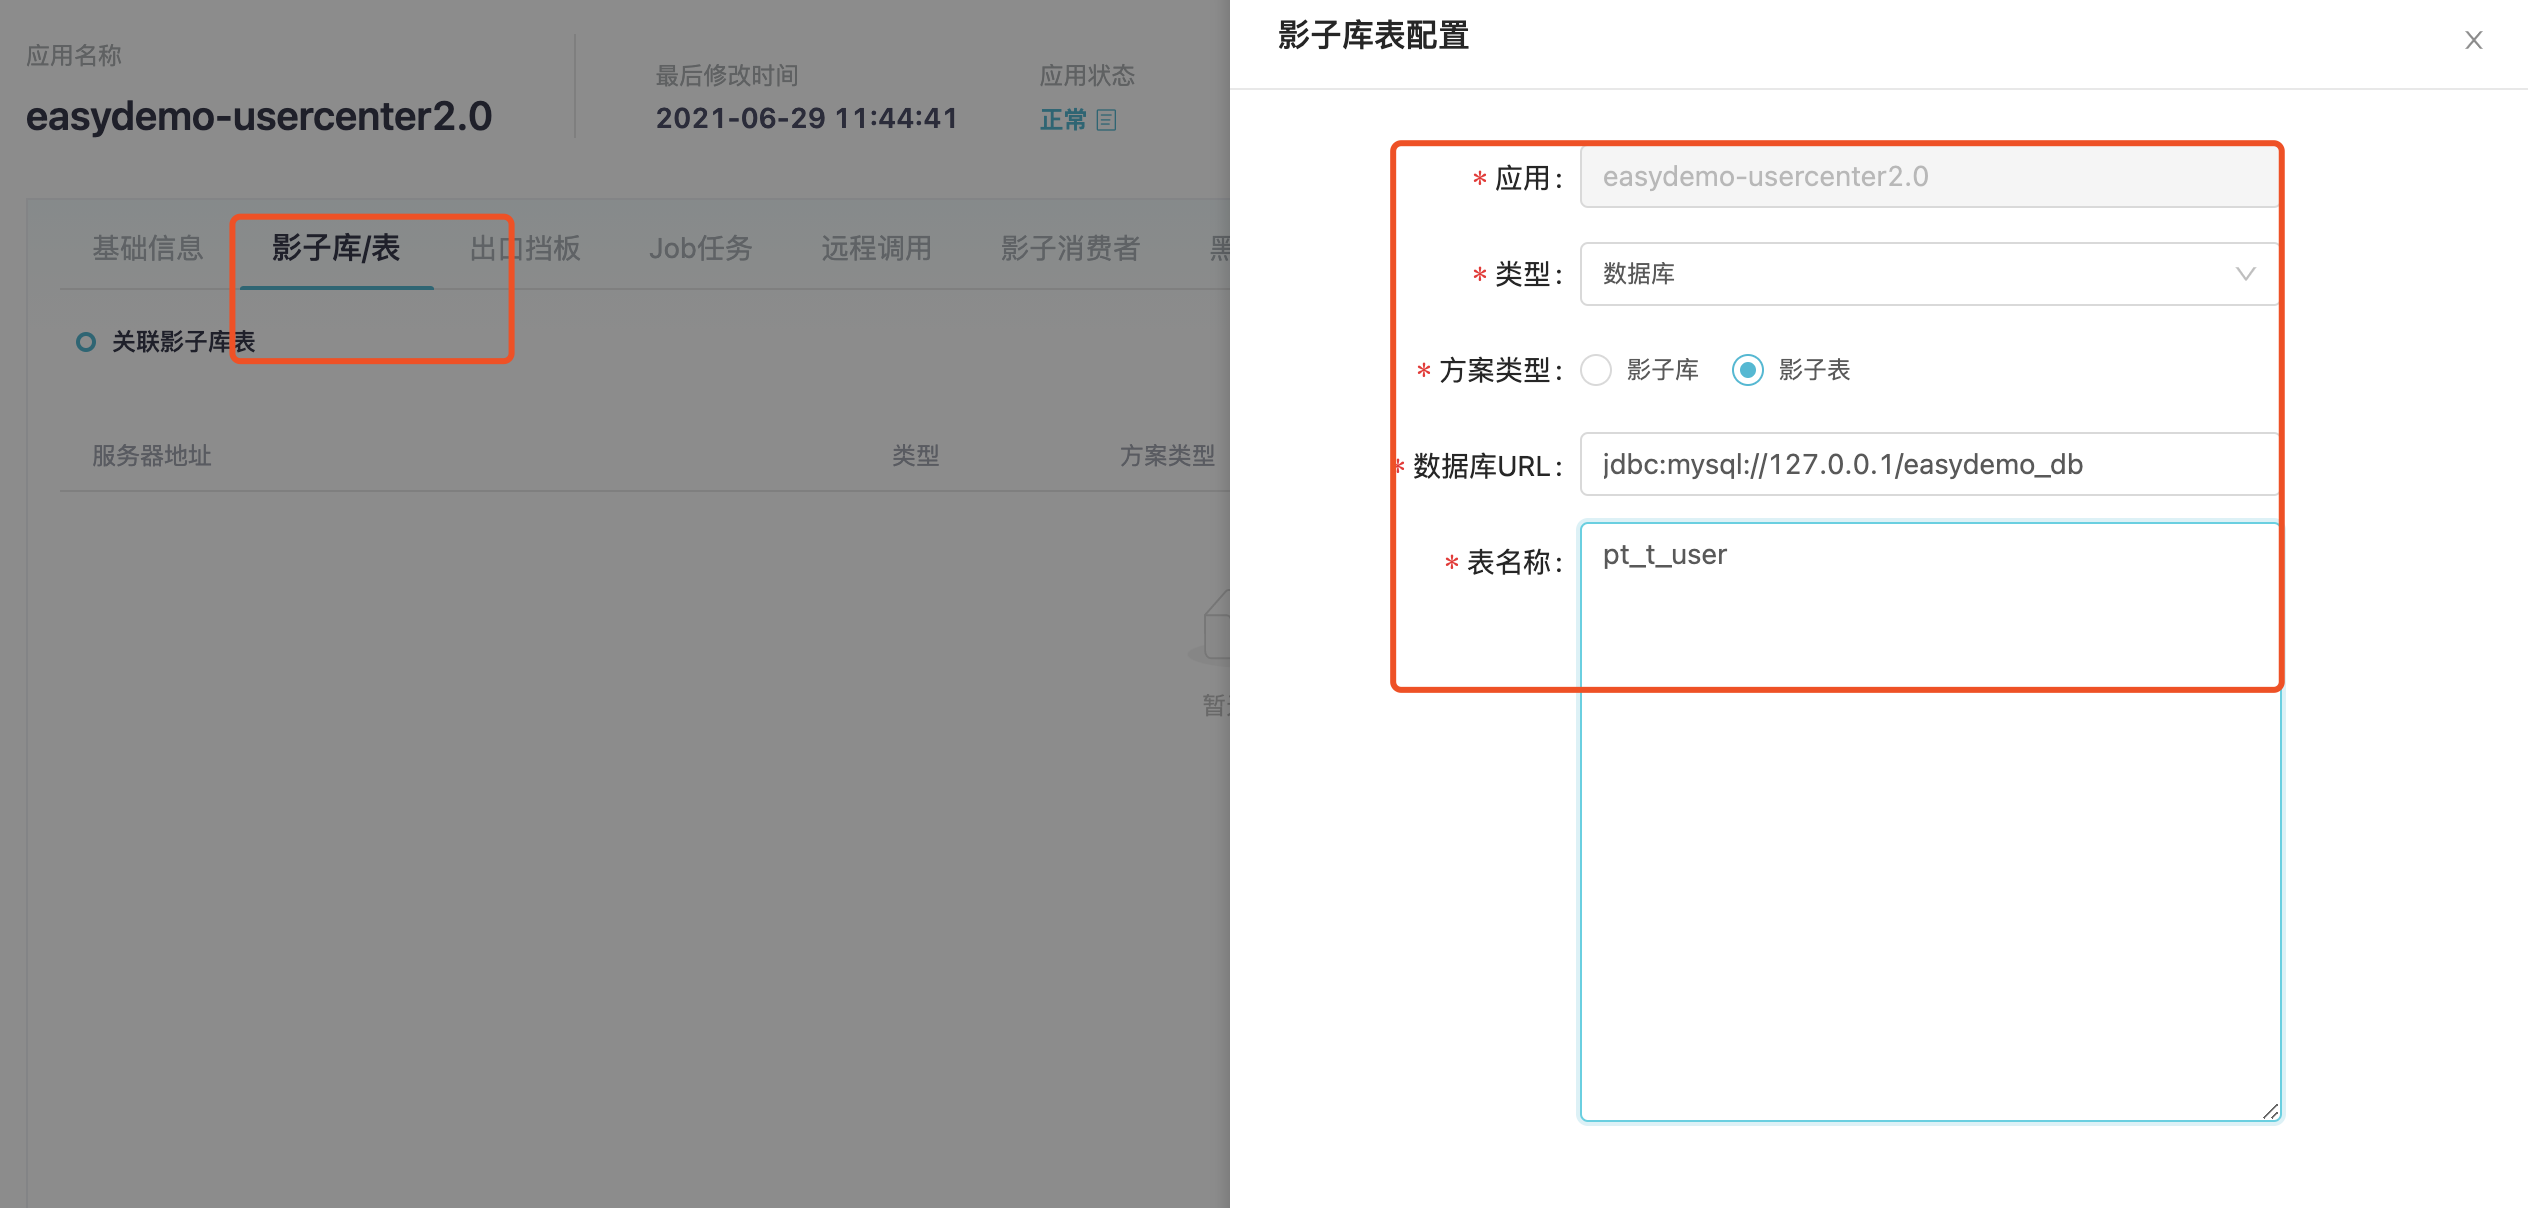 应用名称
easydemo-usercenter2.0
最后修改时间
2021-06-29 11:44:41
应用状态
正常
基础信息
影子库/表
出口挡板
Job任务
远程调用
影子消费者
黑
关联影子库表
服务器地址
类型
方案类型
暂
影子库表配置
* 应用:
easydemo-usercenter2.0
* 类型:
数据库
* 方案类型:
影子库
影子表
* 数据库URL:
jdbc:mysql://127.0.0.1/easydemo_db
* 表名称:
pt_t_user